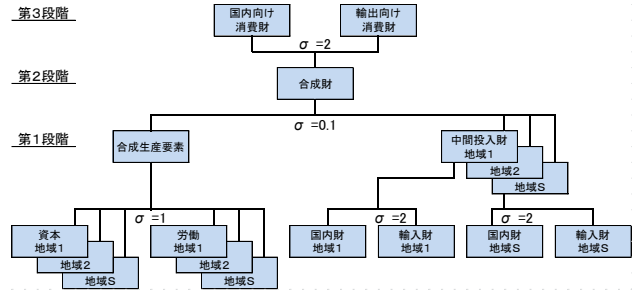 第3段階
国内向け
消費財
輸出向け
消費財
σ =2
第2段階
合成財
σ =0.1
第1段階
合成生産要素
中間投入財
地域1
地域2
地域S
σ =1
σ =2
σ =2
資本
地域1
地域2
地域S
労働
地域1
地域2
地域S
国内財
地域1
輸入財
地域1
国内財
地域S
輸入財
地域S